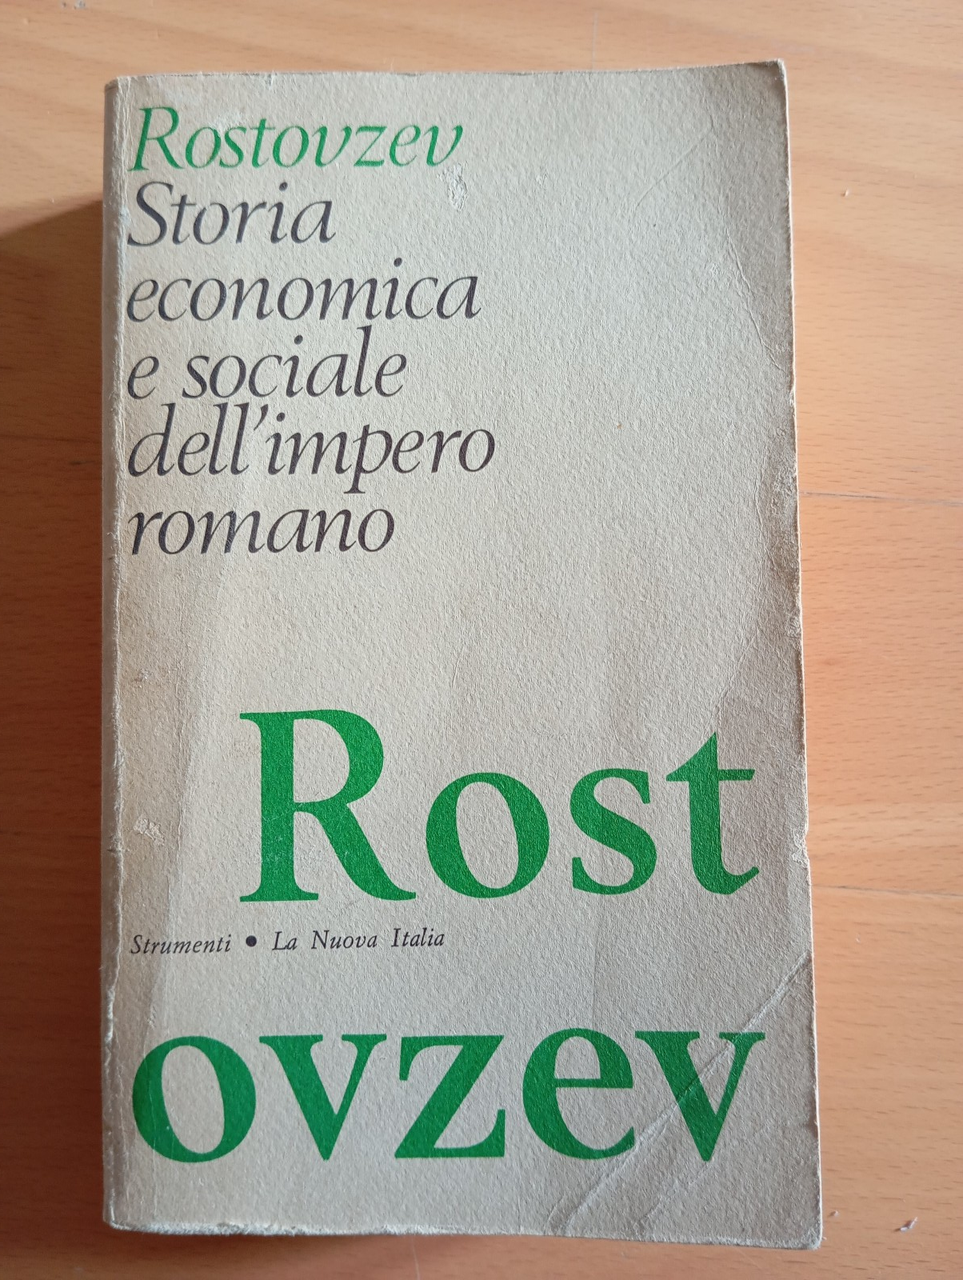 Rostovzev
Storia
economica
e sociale
dell'impero
romano
Rost
Strumenti • La Nuova Italia
ovzev